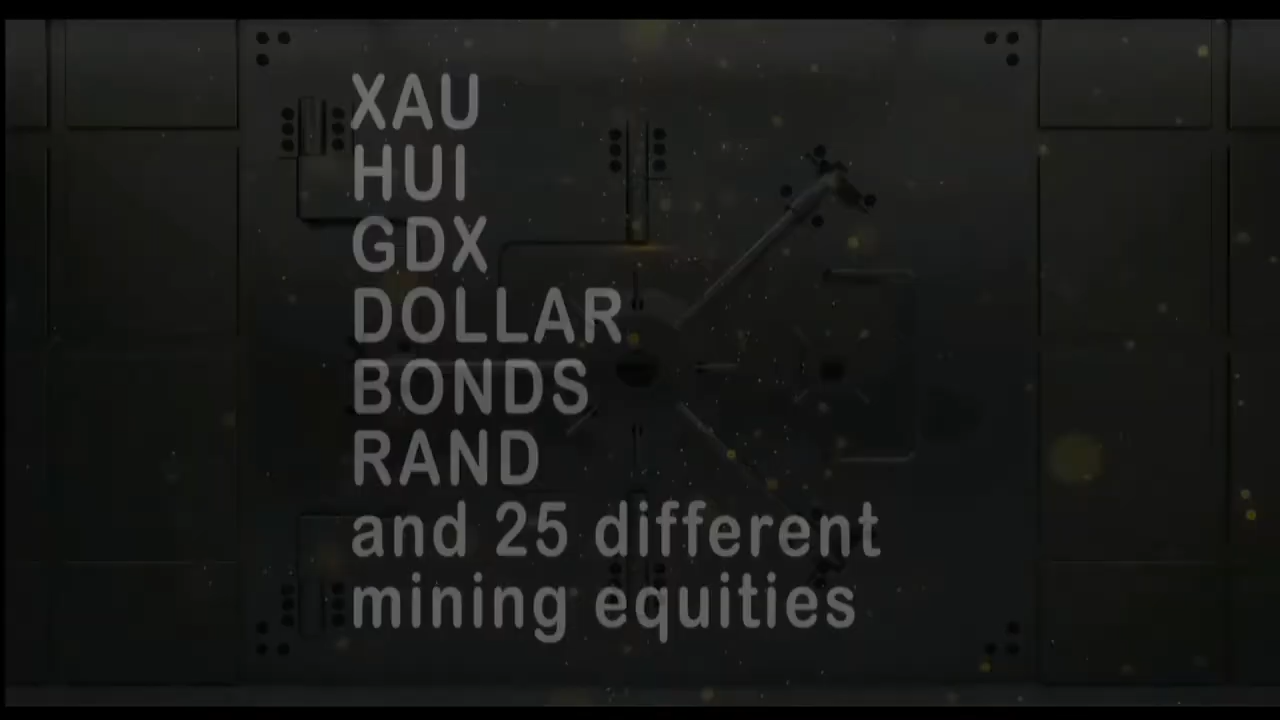 XAU
HUI
GDX
DOLLAR
BONDS
RAND
and 25 different
mining equities